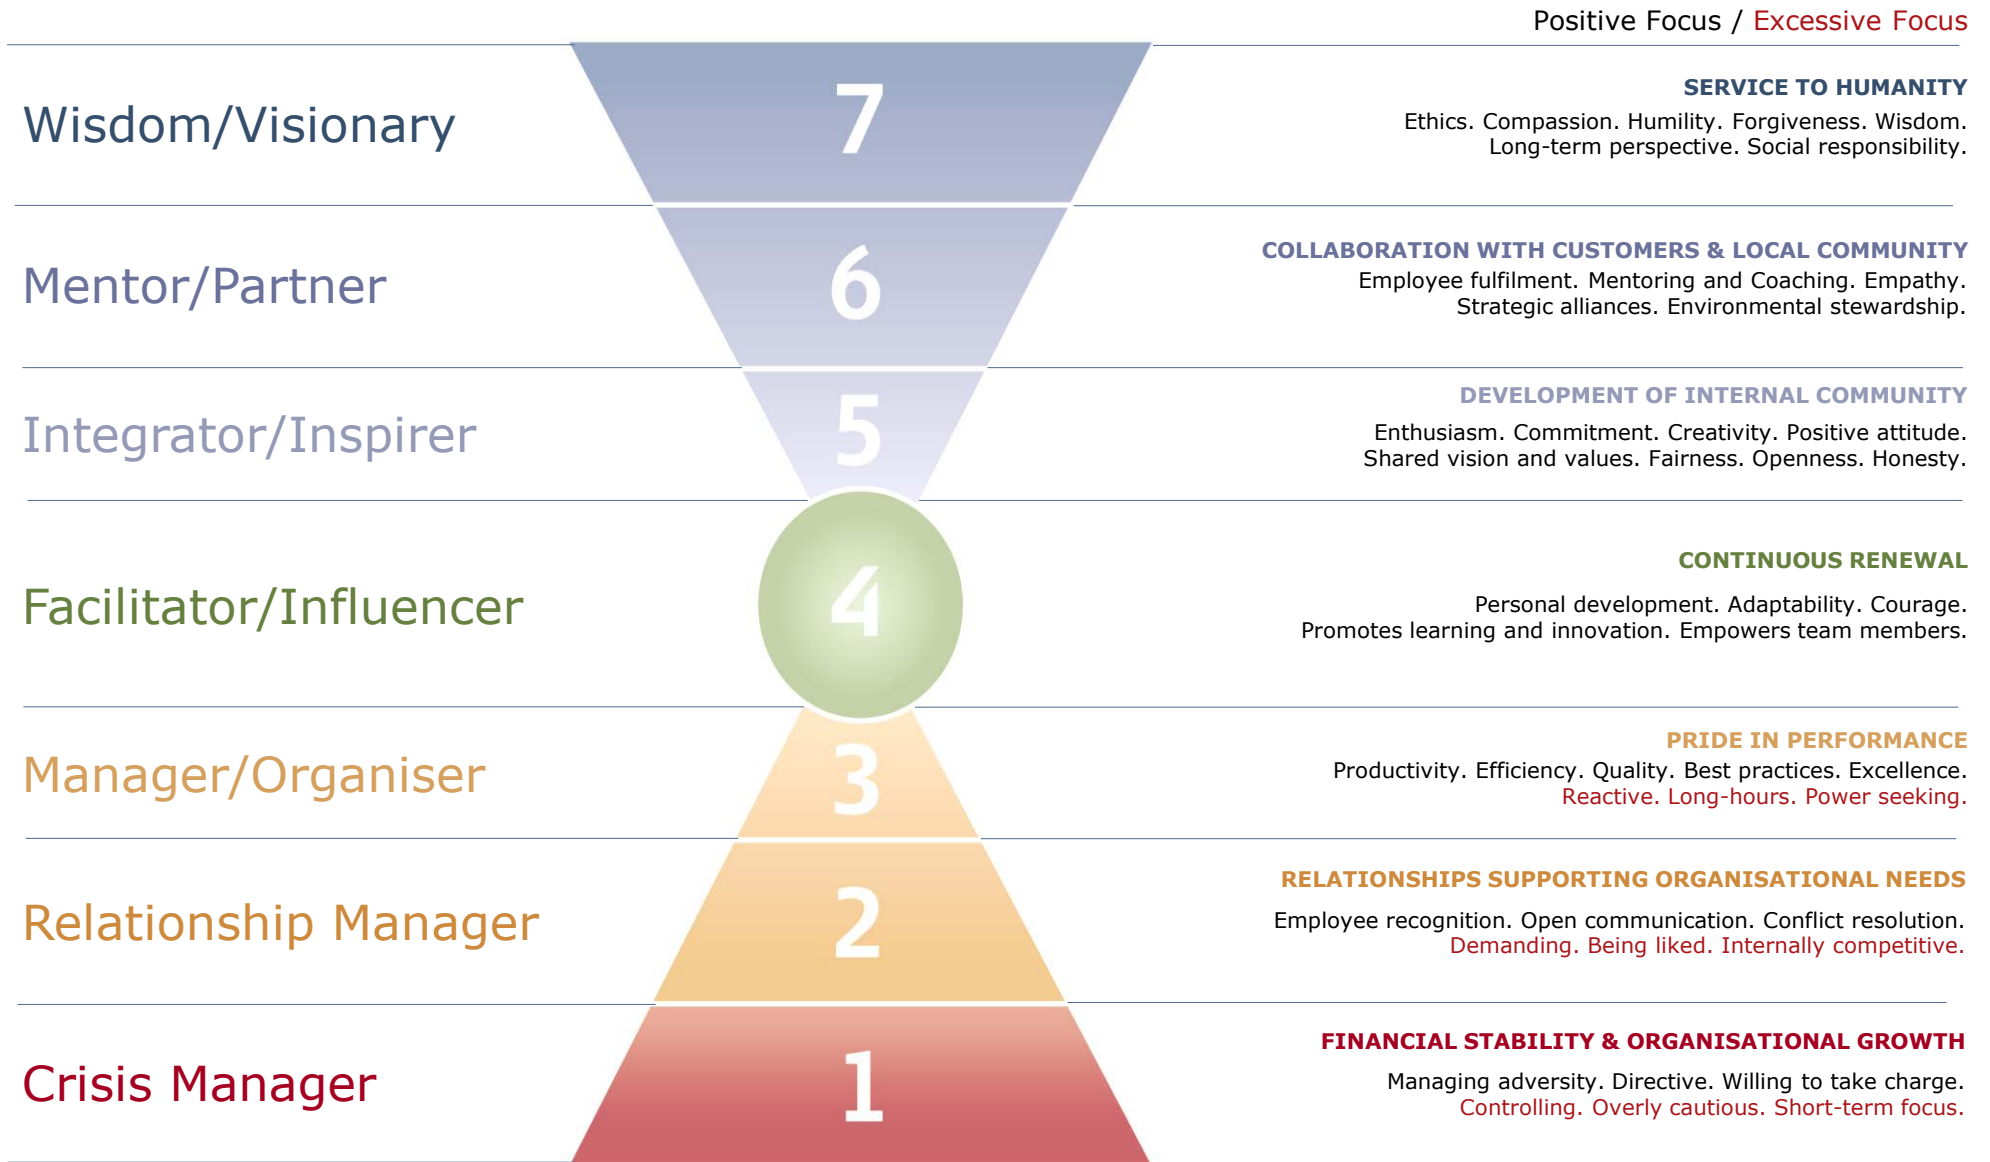 Positive Focus / Excessive Focus
Wisdom/Visionary
7
SERVICE TO HUMANITY
Ethics. Compassion. Humility. Forgiveness. Wisdom.
Long-term perspective. Social responsibility.
Mentor/Partner
6
COLLABORATION WITH CUSTOMERS & LOCAL COMMUNITY
Employee fulfilment. Mentoring and Coaching. Empathy.
Strategic alliances. Environmental stewardship.
Integrator/Inspirer
5
DEVELOPMENT OF INTERNAL COMMUNITY
Enthusiasm. Commitment. Creativity. Positive attitude.
Shared vision and values. Fairness. Openness. Honesty.
Facilitator/Influencer
4
CONTINUOUS RENEWAL
Personal development. Adaptability. Courage.
Promotes learning and innovation. Empowers team members.
Manager/Organiser
3
PRIDE IN PERFORMANCE
Productivity. Efficiency. Quality. Best practices. Excellence.
Reactive. Long-hours. Power seeking.
Relationship Manager
2
RELATIONSHIPS SUPPORTING ORGANISATIONAL NEEDS
Employee recognition. Open communication. Conflict resolution.
Demanding. Being liked. Internally competitive.
Crisis Manager
1
FINANCIAL STABILITY & ORGANISATIONAL GROWTH
Managing adversity. Directive. Willing to take charge.
Controlling. Overly cautious. Short-term focus.